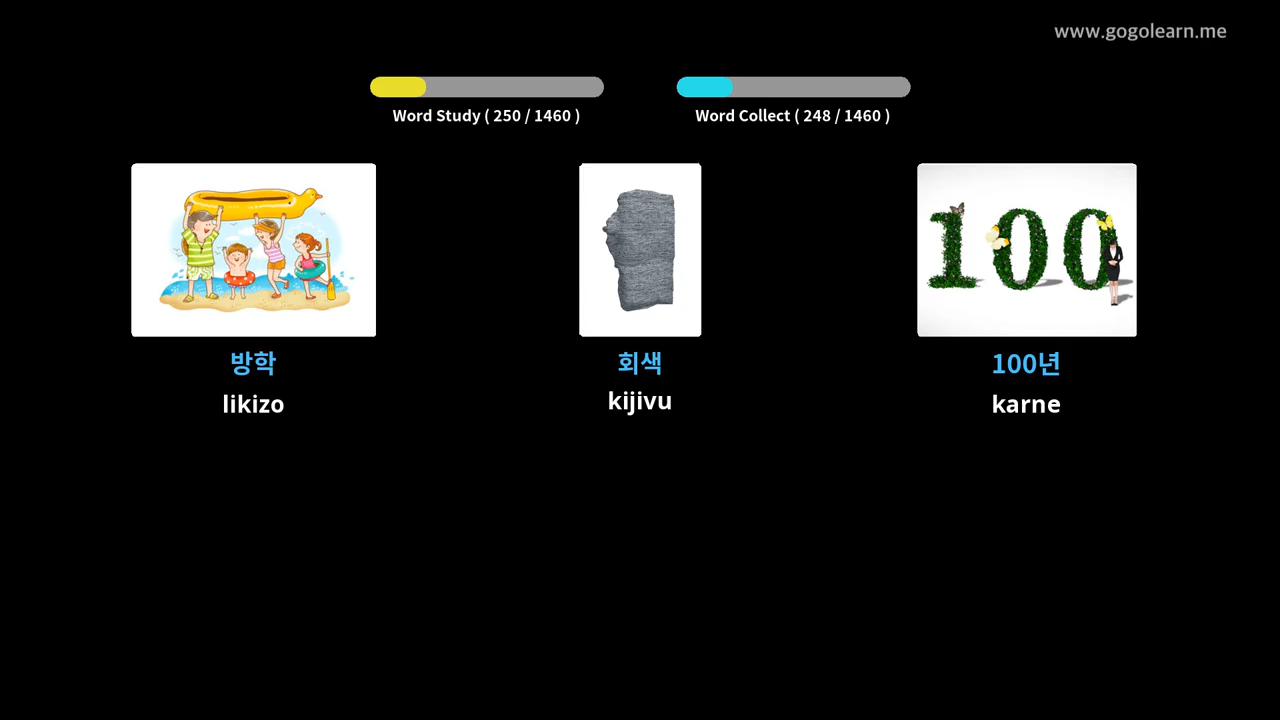 www.gogolearn.me
Word Study ( 250 / 1460 )
Word Collect ( 248 / 1460 )
100
방학
회색
100년
likizo
kijivu
karne